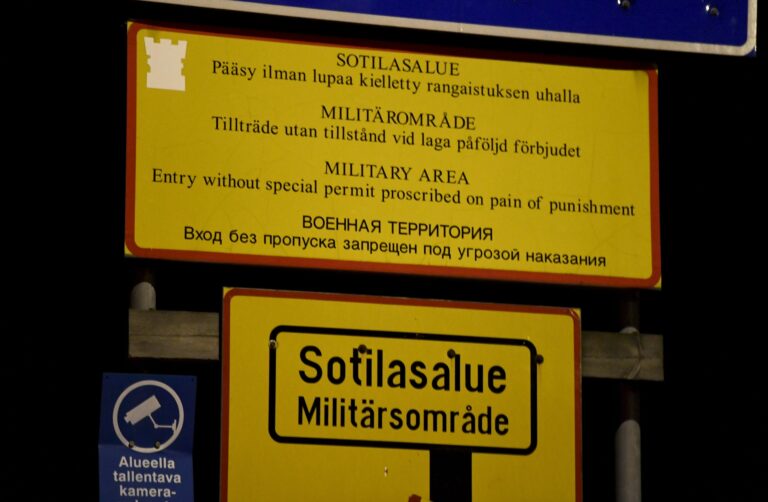 SOTILASALUE
Pääsy ilman lupaa kielletty rangaistuksen uhalla
MILITÄROMRÅDE
Tillträde utan tillstånd vid laga påföljd förbjudet
MILITARY AREA
Entry without special permit proscribed on pain of punishment
ВОЕННАЯ ТЕРРИТОРИЯ
Вход без пропуска запрещен под угрозой наказания
Sotilasalue
Militärsområde
Alueella
tallentava
kamera-